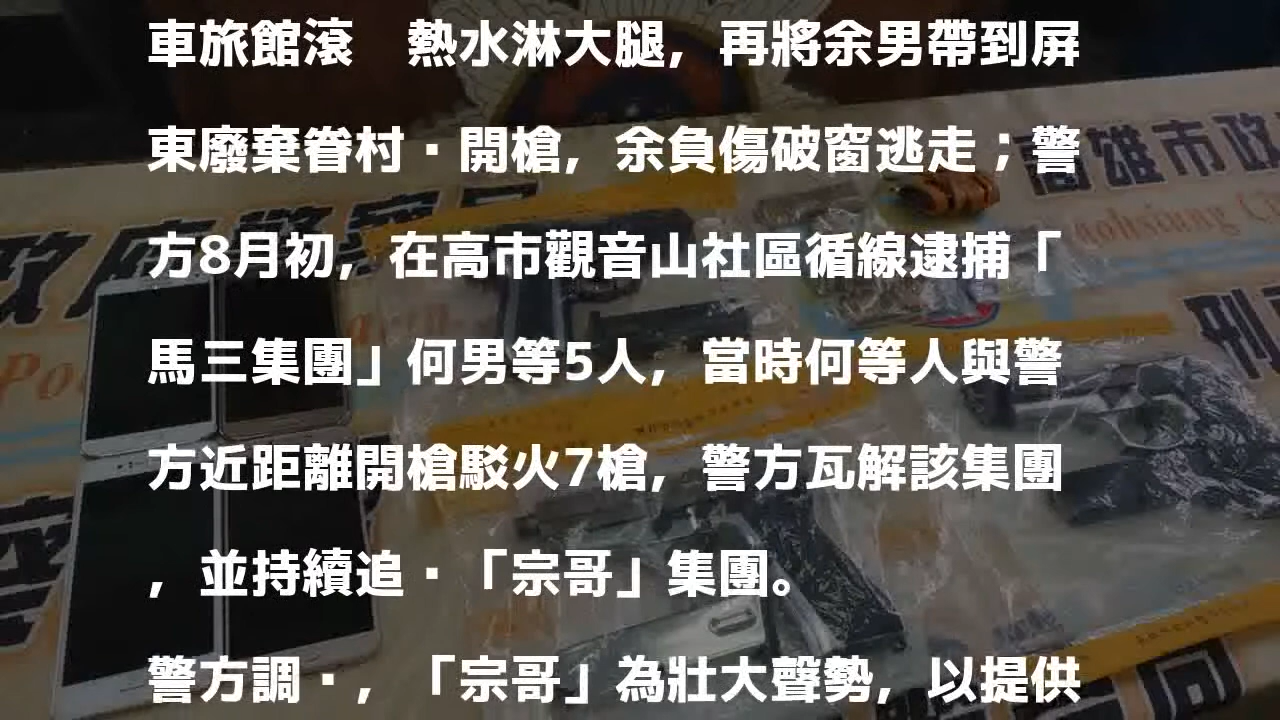 車旅館滾　熱水淋大腿，再將余男帶到屏
東廢棄眷村·開槍，余負傷破窗逃走；警
方8月初，在高市觀音山社區循線逮捕「
馬三集團」何男等5人，當時何等人與警
方近距離開槍駁火7槍，警方瓦解該集團
，並持續追·「宗哥」集團。
警方調·，「宗哥」為壯大聲勢，以提供
高雄市政